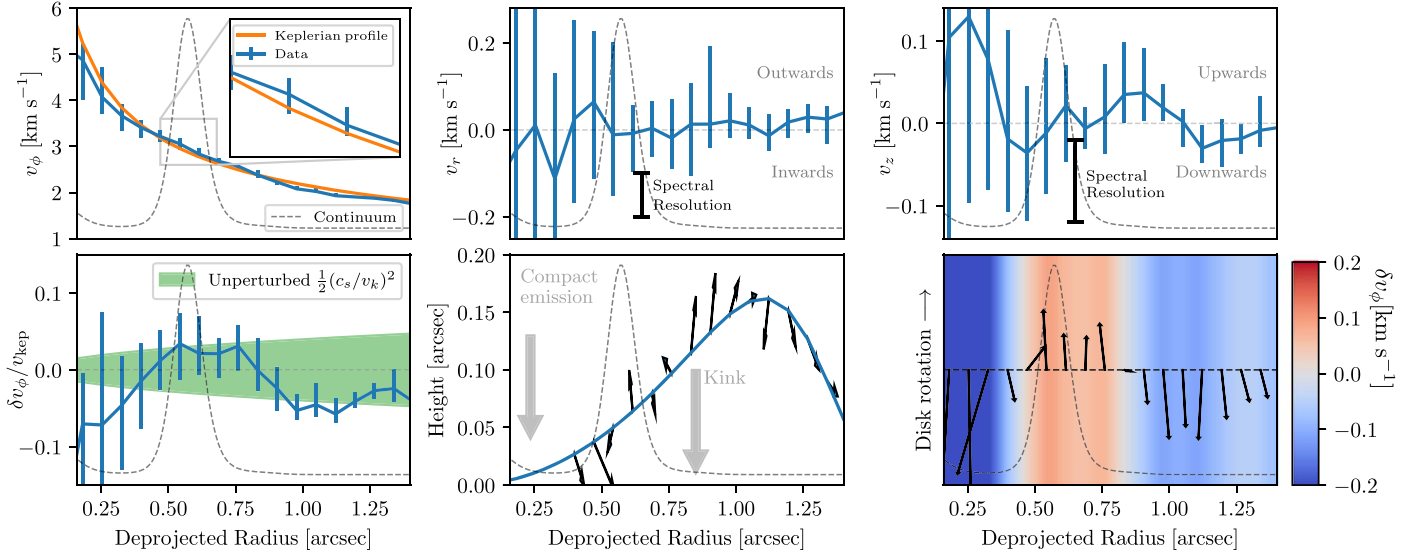 6
5
4
3
2
1
v_ϕ [km s⁻¹]
Keplerian profile
Data
Continuum
0.2
0.0
−0.2
v_r [km s⁻¹]
Outwards
Inwards
Spectral
Resolution
0.1
0.0
−0.1
v_z [km s⁻¹]
Upwards
Downwards
Spectral
Resolution
0.1
0.0
−0.1
δv_ϕ/v_kep
Unperturbed ½(c_s/v_k)²
0.25
0.50
0.75
1.00
1.25
Deprojected Radius [arcsec]
0.20
0.15
0.10
0.05
0.00
Height [arcsec]
Compact
emission
Kink
0.25
0.50
0.75
1.00
1.25
Deprojected Radius [arcsec]
Disk rotation ⟶
0.25
0.50
0.75
1.00
1.25
Deprojected Radius [arcsec]
0.2
0.1
0.0
−0.1
−0.2
δv_ϕ[km s⁻¹]